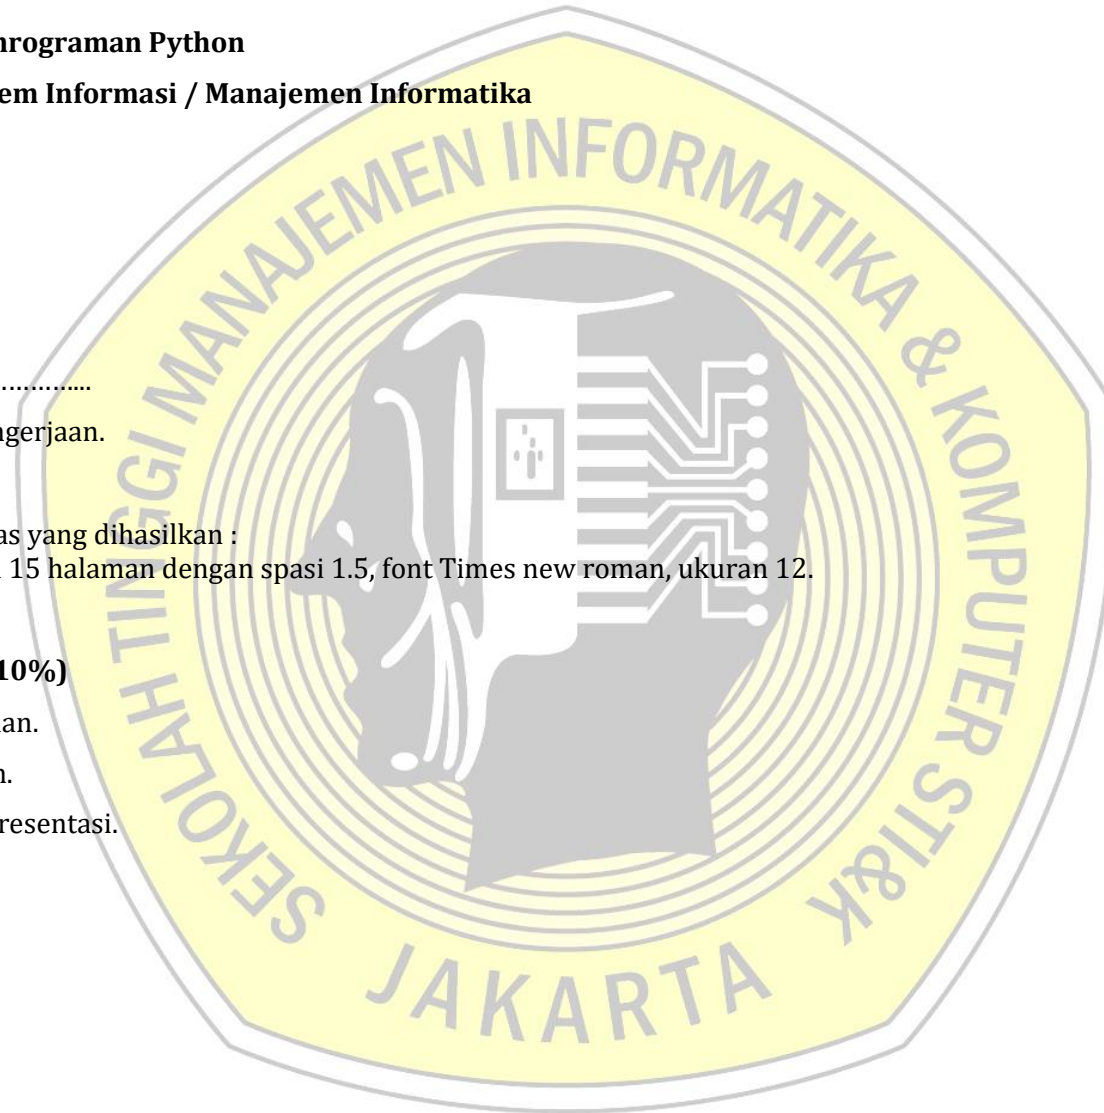 nrograman Python
em Informasi / Manajemen Informatika
…………...
ngerjaan.
as yang dihasilkan :
15 halaman dengan spasi 1.5, font Times new roman, ukuran 12.
10%)
an.
n.
resentasi.
SEKOLAH TINGGI MANAJEMEN INFORMATIKA & KOMPUTER STI&K
JAKARTA